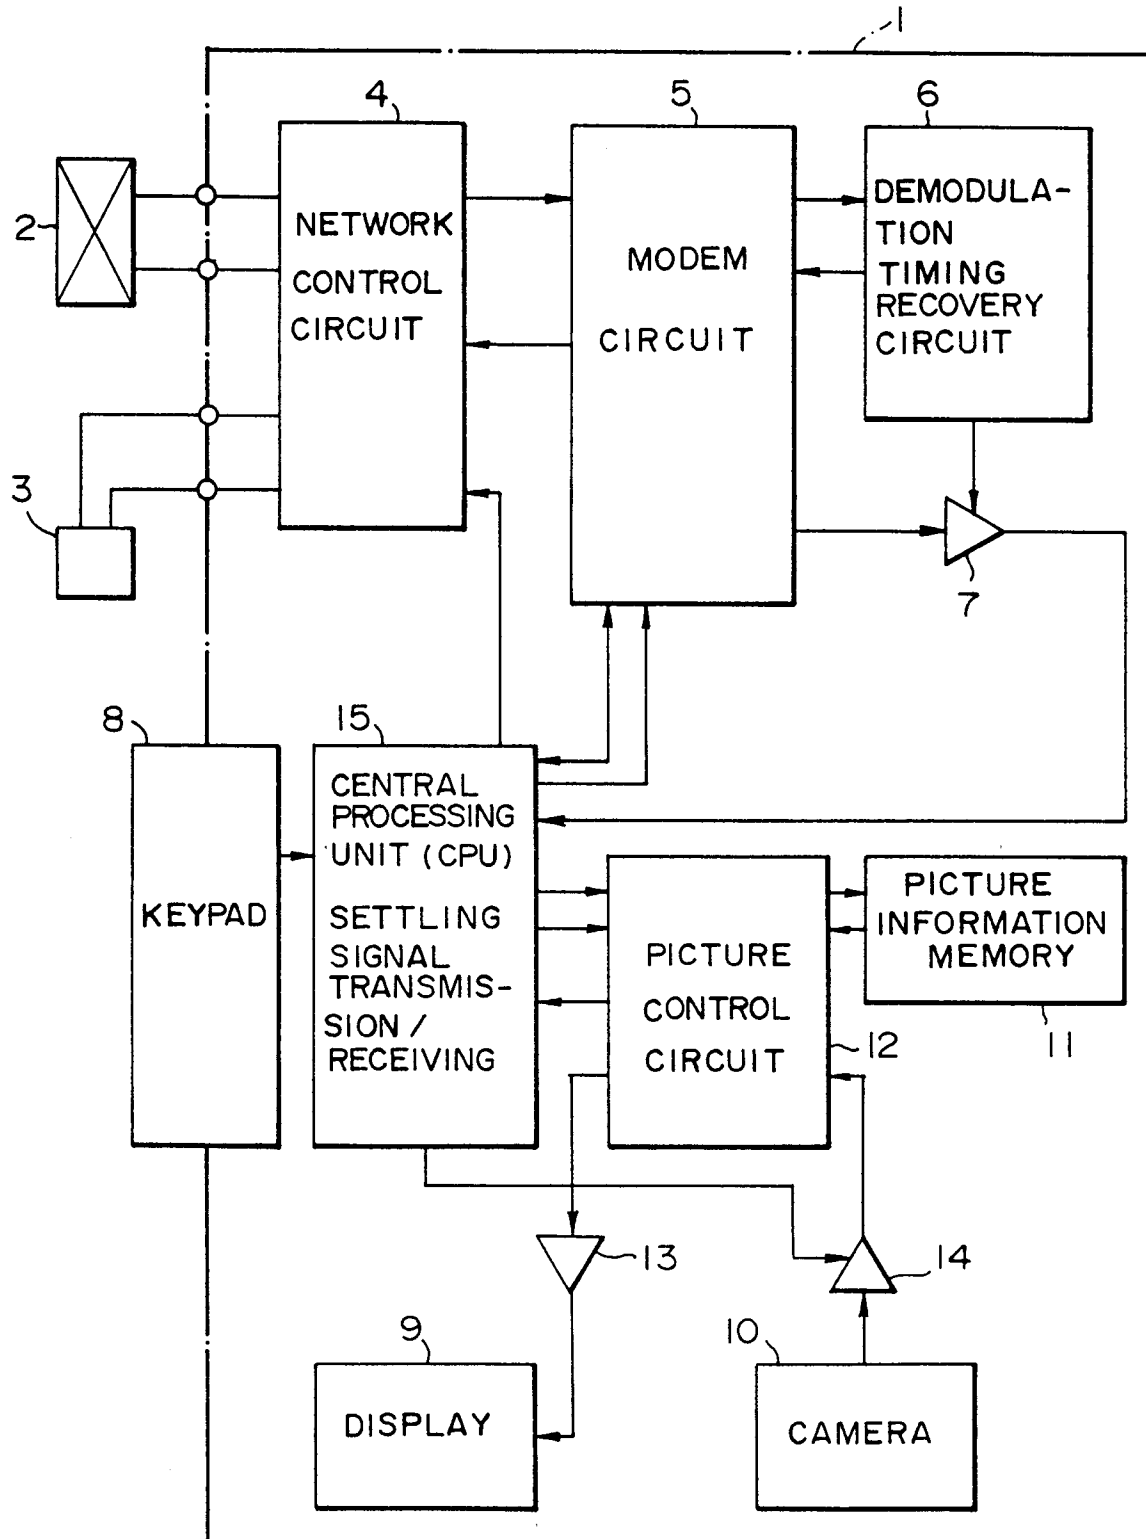 1
4
5
6
2
NETWORK
CONTROL
CIRCUIT
MODEM
CIRCUIT
DEMODULA-
TION
TIMING
RECOVERY
CIRCUIT
3
7
8
15
KEYPAD
CENTRAL
PROCESSING
UNIT (CPU)
SETTLING
SIGNAL
TRANSMIS-
SION /
RECEIVING
PICTURE
CONTROL
CIRCUIT
12
PICTURE
INFORMATION
MEMORY
11
13
14
9
DISPLAY
10
CAMERA